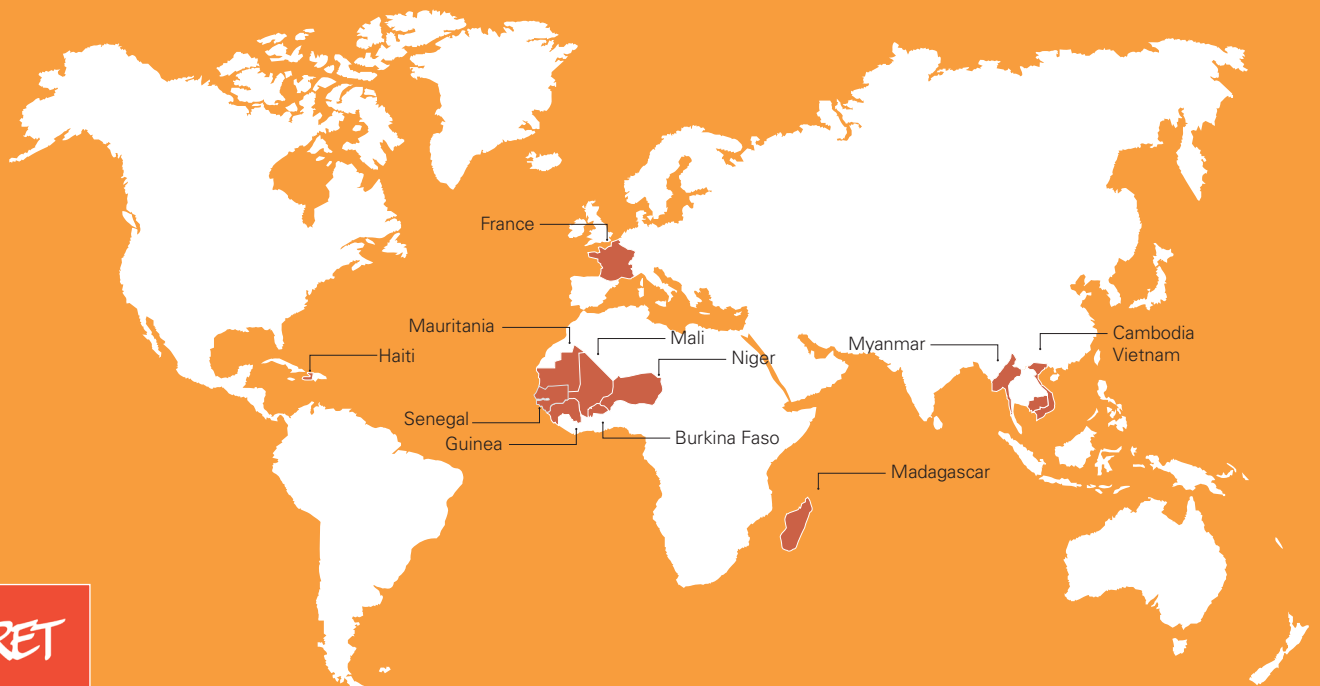 France
Mauritania
Mali
Niger
Haiti
Myanmar
Cambodia
Vietnam
Senegal
Guinea
Burkina Faso
Madagascar
RET